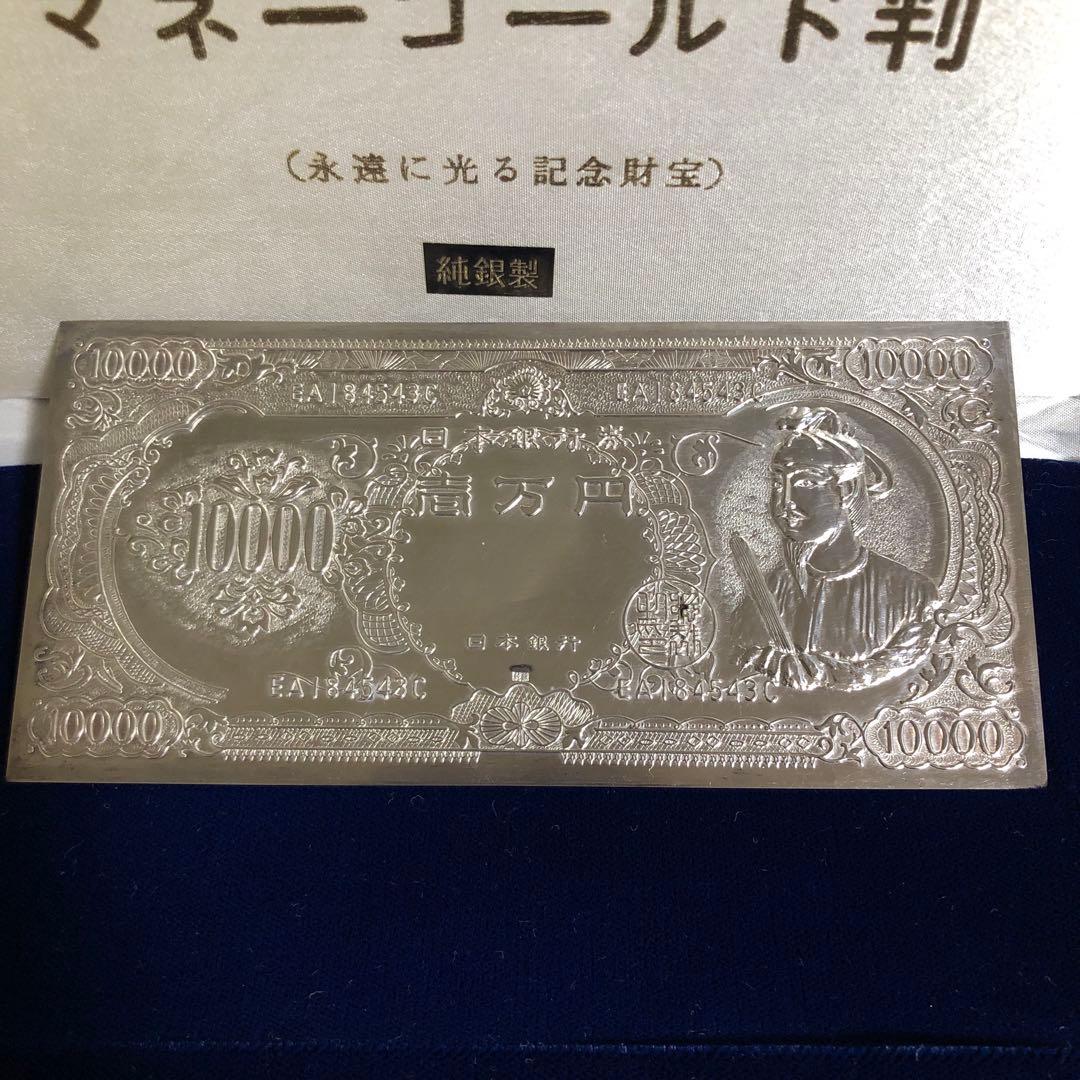 マネーゴールド判
(永遠に光る記念財宝)
純銀製
10000 10000
EA184543C EA184543C
日本銀行券
壱万円
10000
日本銀行
EA184543C EA184543C
10000 10000